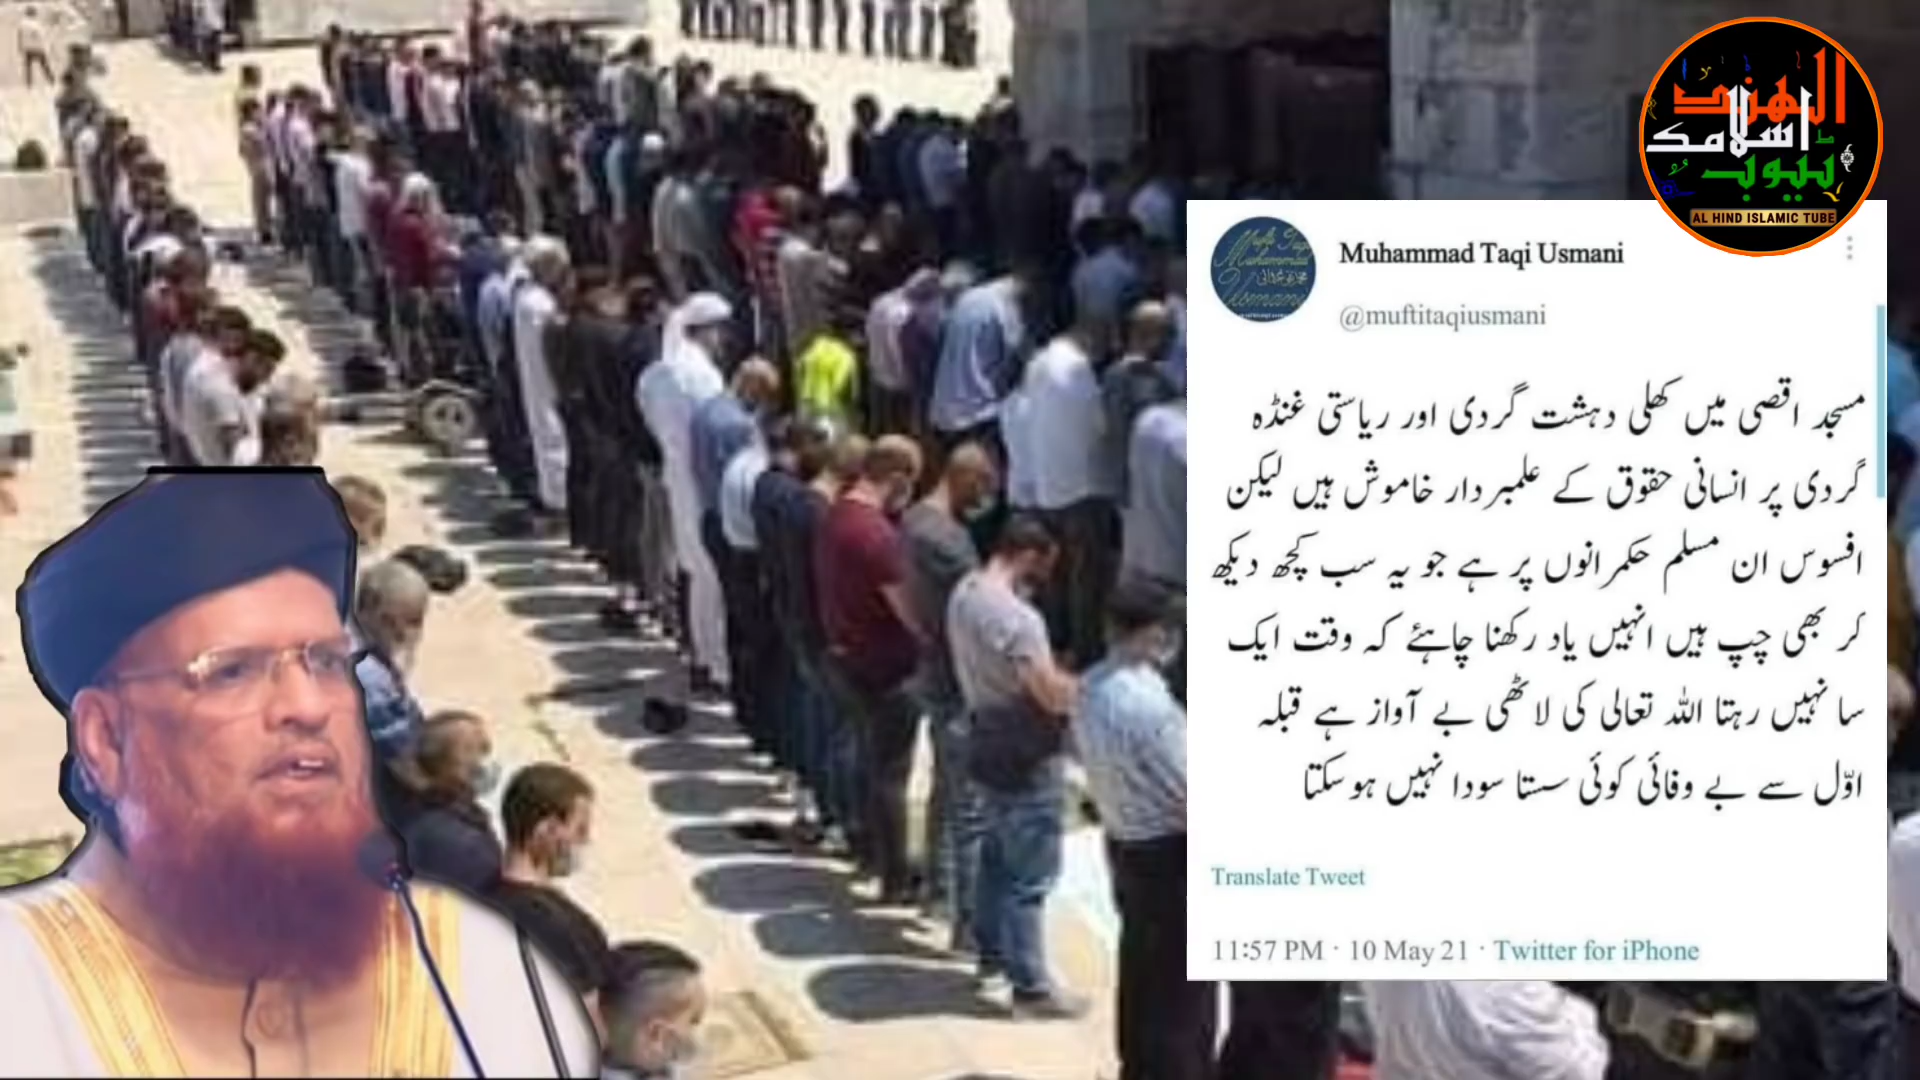 الہند
اسلامک
ٹیوب
AL HIND ISLAMIC TUBE
Muhammad Taqi Usmani
@muftitaqiusmani
مسجد اقصی میں کھلی دہشت گردی اور ریاستی غنڈہ
گردی پر انسانی حقوق کے علمبردار خاموش ہیں لیکن
افسوس ان مسلم حکمرانوں پر ہے جو یہ سب کچھ دیکھ
کر بھی چپ ہیں انہیں یاد رکھنا چاہئے کہ وقت ایک
سا نہیں رہتا اللہ تعالی کی لاٹھی بے آواز ہے قبلہ
اوّل سے بے وفائی کوئی سستا سودا نہیں ہوسکتا
Translate Tweet
11:57 PM · 10 May 21 · Twitter for iPhone